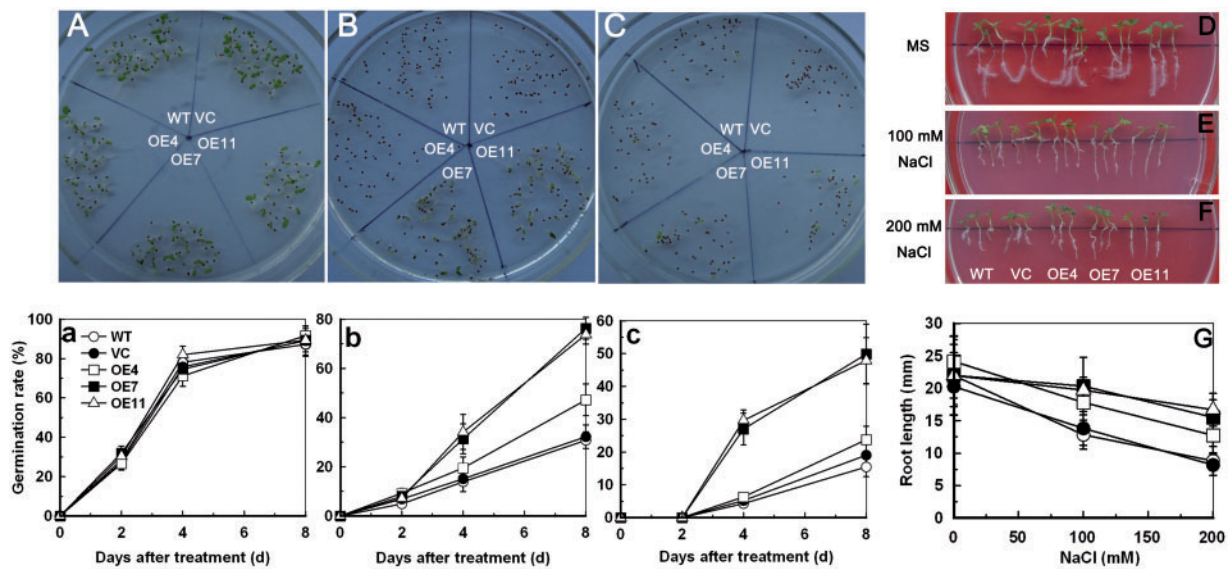 A
WT VC
OE4 OE11
OE7
B
WT VC
OE4 OE11
OE7
C
WT VC
OE4 OE11
OE7
MS
D
100 mM
NaCl
E
200 mM
NaCl
F
WT VC OE4 OE7 OE11
a
Germination rate (%)
100
80
60
40
20
0
WT
VC
OE4
OE7
OE11
0 2 4 8
Days after treatment (d)
b
80
60
40
20
0
0 2 4 8
Days after treatment (d)
c
60
50
40
30
20
10
0
0 2 4 8
Days after treatment (d)
G
Root length (mm)
30
25
20
15
10
5
0
0 50 100 150 200
NaCl (mM)